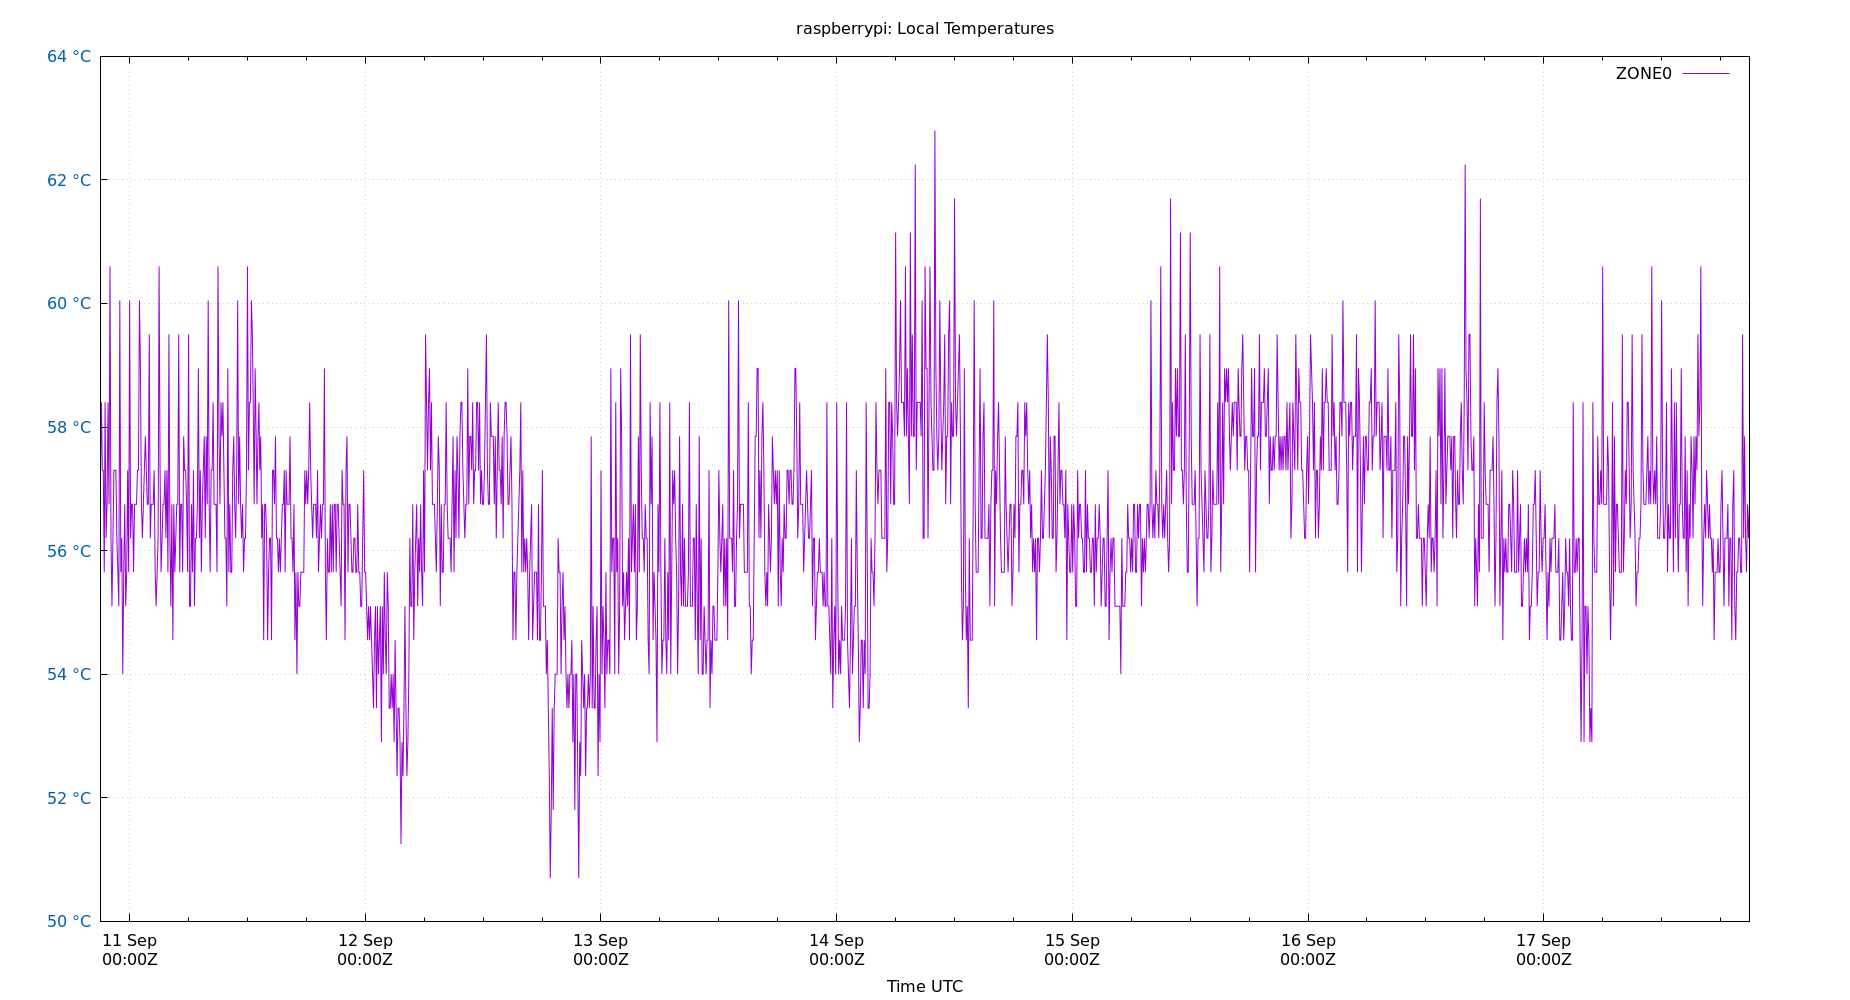 raspberrypi: Local Temperatures
64 °C
ZONE0
62 °C
60 °C
58 °C
56 °C
54 °C
52 °C
50 °C
11 Sep 12 Sep 13 Sep 14 Sep 15 Sep 16 Sep 17 Sep
00:00Z 00:00Z 00:00Z 00:00Z 00:00Z 00:00Z 00:00Z
Time UTC